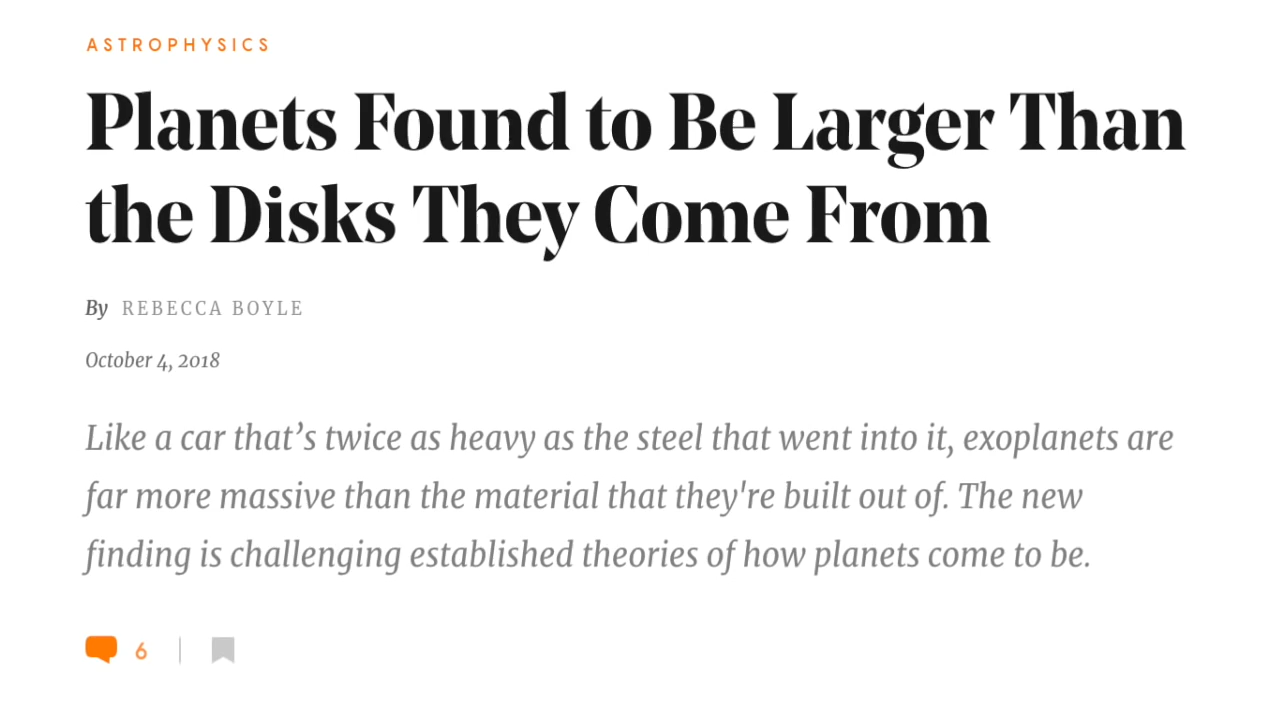 ASTROPHYSICS
Planets Found to Be Larger Than
the Disks They Come From
By REBECCA BOYLE
October 4, 2018
Like a car that’s twice as heavy as the steel that went into it, exoplanets are
far more massive than the material that they're built out of. The new
finding is challenging established theories of how planets come to be.
6